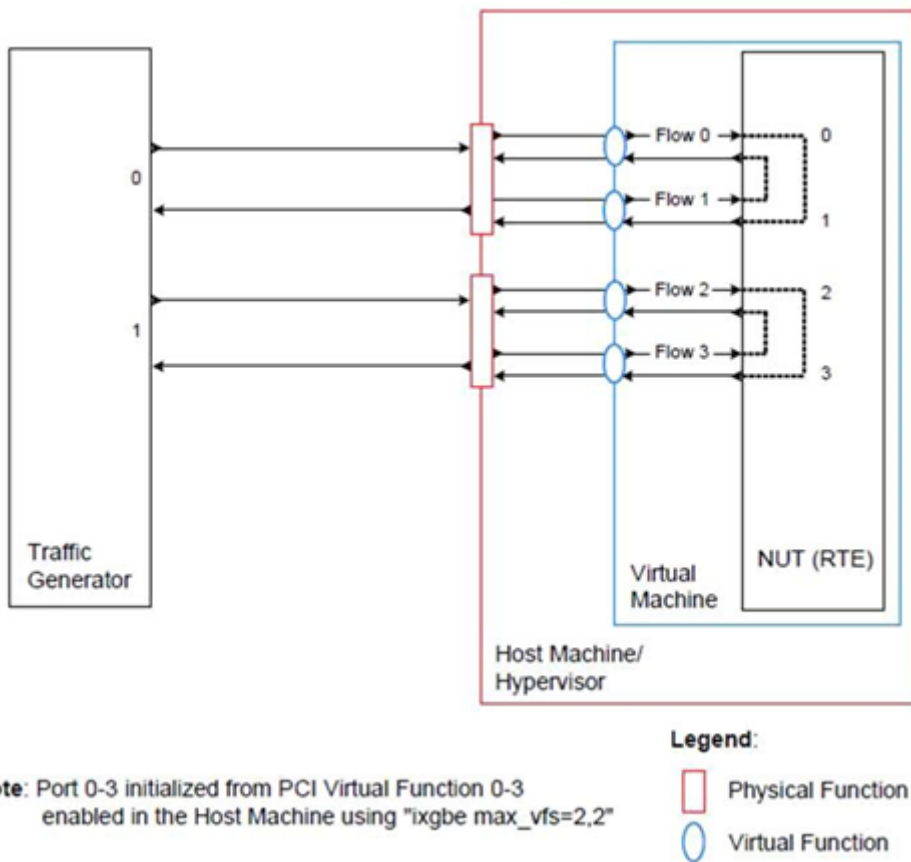 0
1
Flow 0
Flow 1
Flow 2
Flow 3
0
1
2
3
Traffic
Generator
Virtual
Machine
NUT (RTE)
Host Machine/
Hypervisor
Legend:
Physical Function
Virtual Function
ote: Port 0-3 initialized from PCI Virtual Function 0-3
enabled in the Host Machine using "ixgbe max_vfs=2,2"